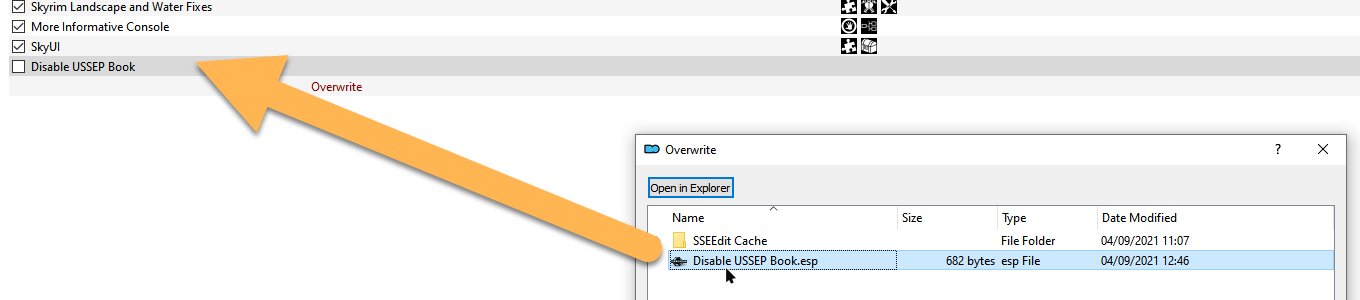 Skyrim Landscape and Water Fixes
More Informative Console
SkyUI
Disable USSEP Book
Overwrite
Overwrite
Open in Explorer
Name Size Type Date Modified
SSEEdit Cache File Folder 04/09/2021 11:07
Disable USSEP Book.esp 682 bytes esp File 04/09/2021 12:46